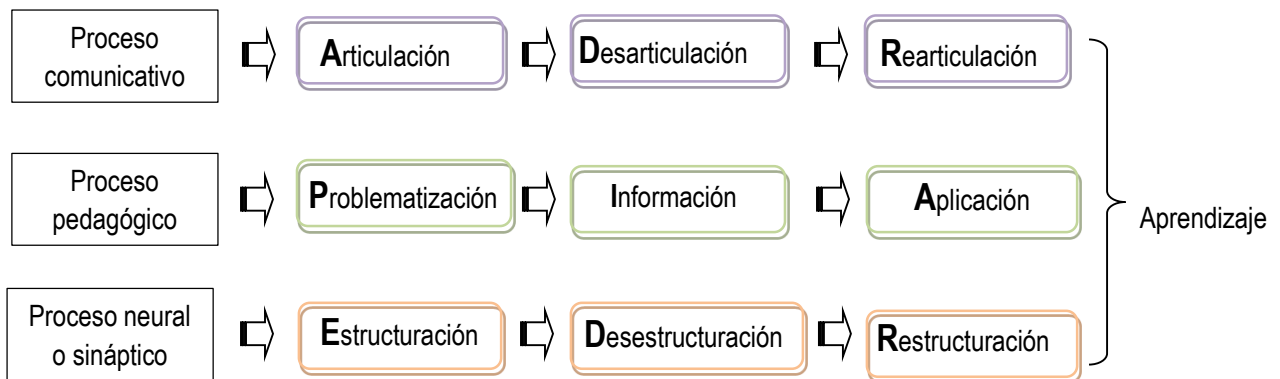 Proceso
comunicativo
Articulación
Desarticulación
Rearticulación
Proceso
pedagógico
Problematización
Información
Aplicación
Aprendizaje
Proceso neural
o sináptico
Estructuración
Desestructuración
Restructuración